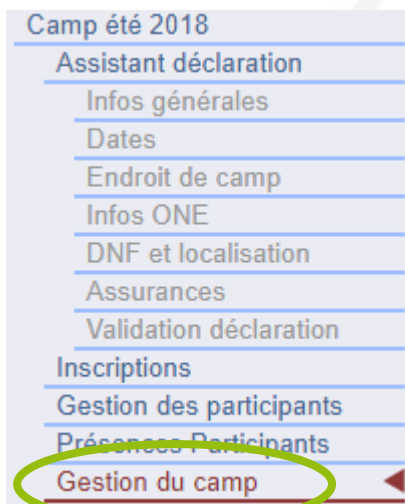 Camp été 2018
Assistant déclaration
Infos générales
Dates
Endroit de camp
Infos ONE
DNF et localisation
Assurances
Validation déclaration
Inscriptions
Gestion des participants
Présences Participants
Gestion du camp